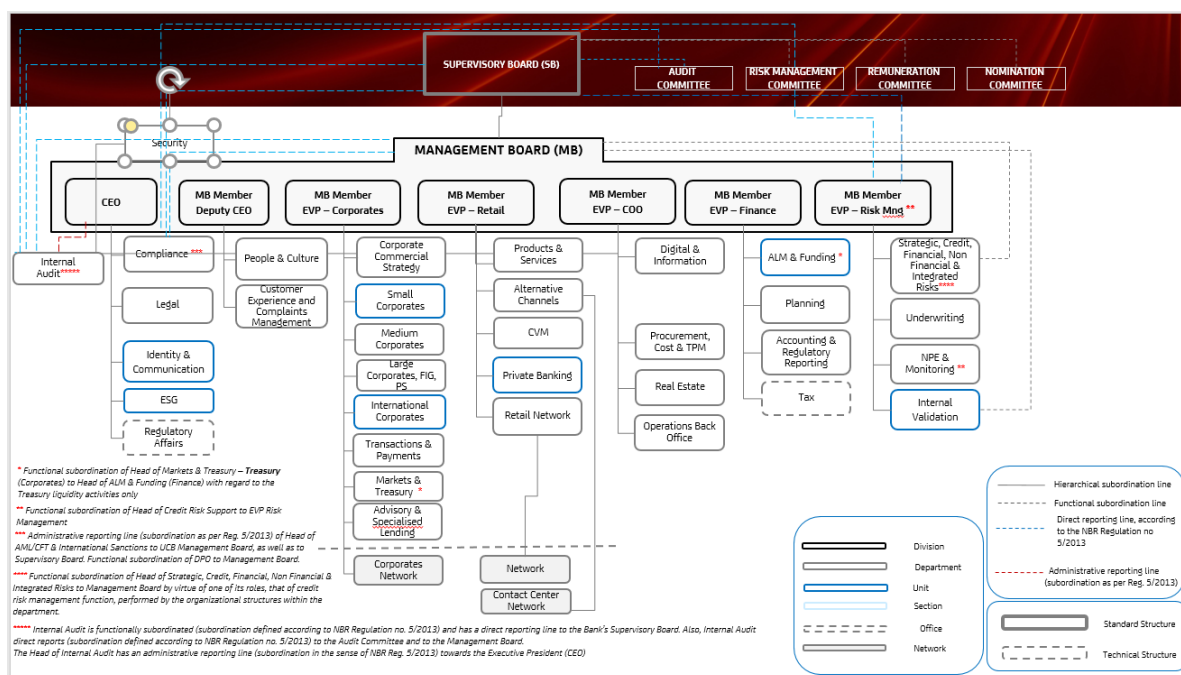 SUPERVISORY BOARD (SB)
AUDIT
COMMITTEE
RISK MANAGEMENT
COMMITTEE
REMUNERATION
COMMITTEE
NOMINATION
COMMITTEE
Security
MANAGEMENT BOARD (MB)
CEO
MB Member
Deputy CEO
MB Member
EVP – Corporates
MB Member
EVP – Retail
MB Member
EVP – COO
MB Member
EVP – Finance
MB Member
EVP – Risk Mng **
Internal
Audit*****
Compliance ***
Legal
Identity &
Communication
ESG
Regulatory
Affairs
People & Culture
Customer
Experience and
Complaints
Management
Corporate
Commercial
Strategy
Small
Corporates
Medium
Corporates
Large
Corporates, FIG,
PS
International
Corporates
Transactions &
Payments
Markets &
Treasury *
Advisory &
Specialised
Lending
Corporates
Network
Products &
Services
Alternative
Channels
CVM
Private Banking
Retail Network
Network
Contact Center
Network
Digital &
Information
Procurement,
Cost & TPM
Real Estate
Operations Back
Office
ALM & Funding *
Planning
Accounting &
Regulatory
Reporting
Tax
Strategic, Credit,
Financial, Non
Financial &
Integrated
Risks****
Underwriting
NPE &
Monitoring **
Internal
Validation
* Functional subordination of Head of Markets & Treasury – Treasury
(Corporates) to Head of ALM & Funding (Finance) with regard to the
Treasury liquidity activities only
** Functional subordination of Head of Credit Risk Support to EVP Risk
Management
*** Administrative reporting line (subordination as per Reg. 5/2013) of Head of
AML/CFT & International Sanctions to UCB Management Board, as well as to
Supervisory Board. Functional subordination of DPO to Management Board.
**** Functional subordination of Head of Strategic, Credit, Financial, Non Financial &
Integrated Risks to Management Board by virtue of one of its roles, that of
credit risk management function, performed by the organizational structures within the
department.
***** Internal Audit is functionally subordinated (subordination defined according to NBR Regulation no. 5/2013) and has a direct reporting line to the Bank's Supervisory Board. Also, Internal Audit
direct reports (subordination defined according to NBR Regulation no. 5/2013) to the Audit Committee and to the Management Board.
The Head of Internal Audit has an administrative reporting line (subordination in the sense of NBR Reg. 5/2013) towards the Executive President (CEO)
Division
Department
Unit
Section
Office
Network
Hierarchical subordination line
Functional subordination line
Direct reporting line, according
to the NBR Regulation no
5/2013
Administrative reporting line
(subordination as per Reg. 5/2013)
Standard Structure
Technical Structure